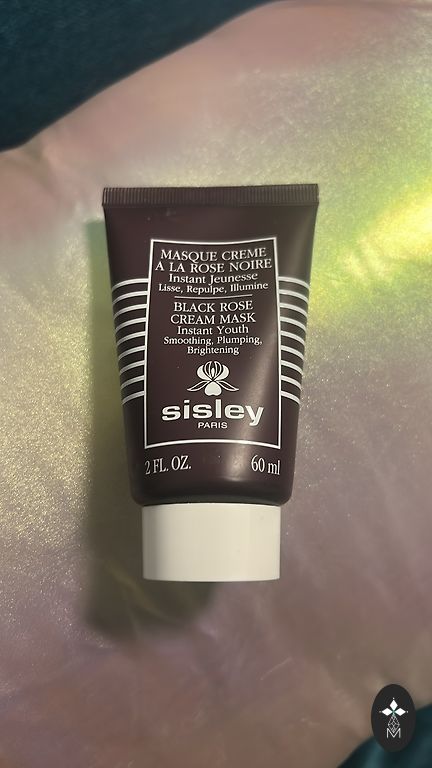 MASQUE CREME
A LA ROSE NOIRE
Instant Jeunesse
Lisse, Repulpe, Illumine
BLACK ROSE
CREAM MASK
Instant Youth
Smoothing, Plumping,
Brightening
sisley
PARIS
2 FL. OZ. 60 ml
M